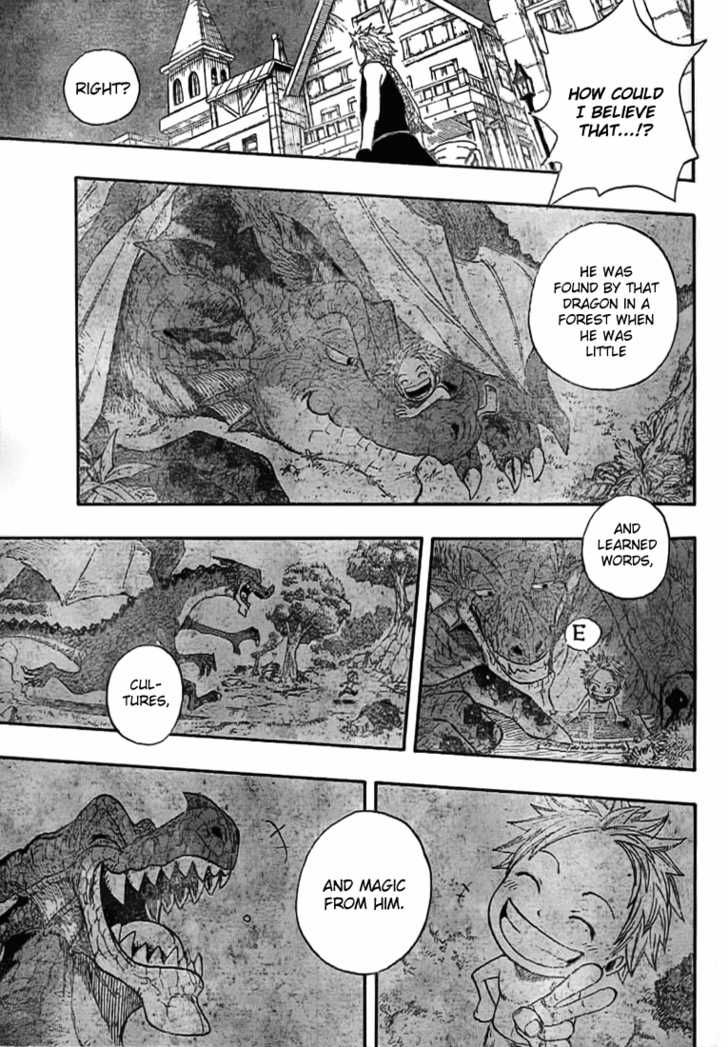 HOW COULD
I BELIEVE
THAT...!?
RIGHT?
HE WAS
FOUND BY THAT
DRAGON IN A
FOREST WHEN
HE WAS
LITTLE
AND
LEARNED
WORDS,
E
CUL-
TURES,
AND MAGIC
FROM HIM.